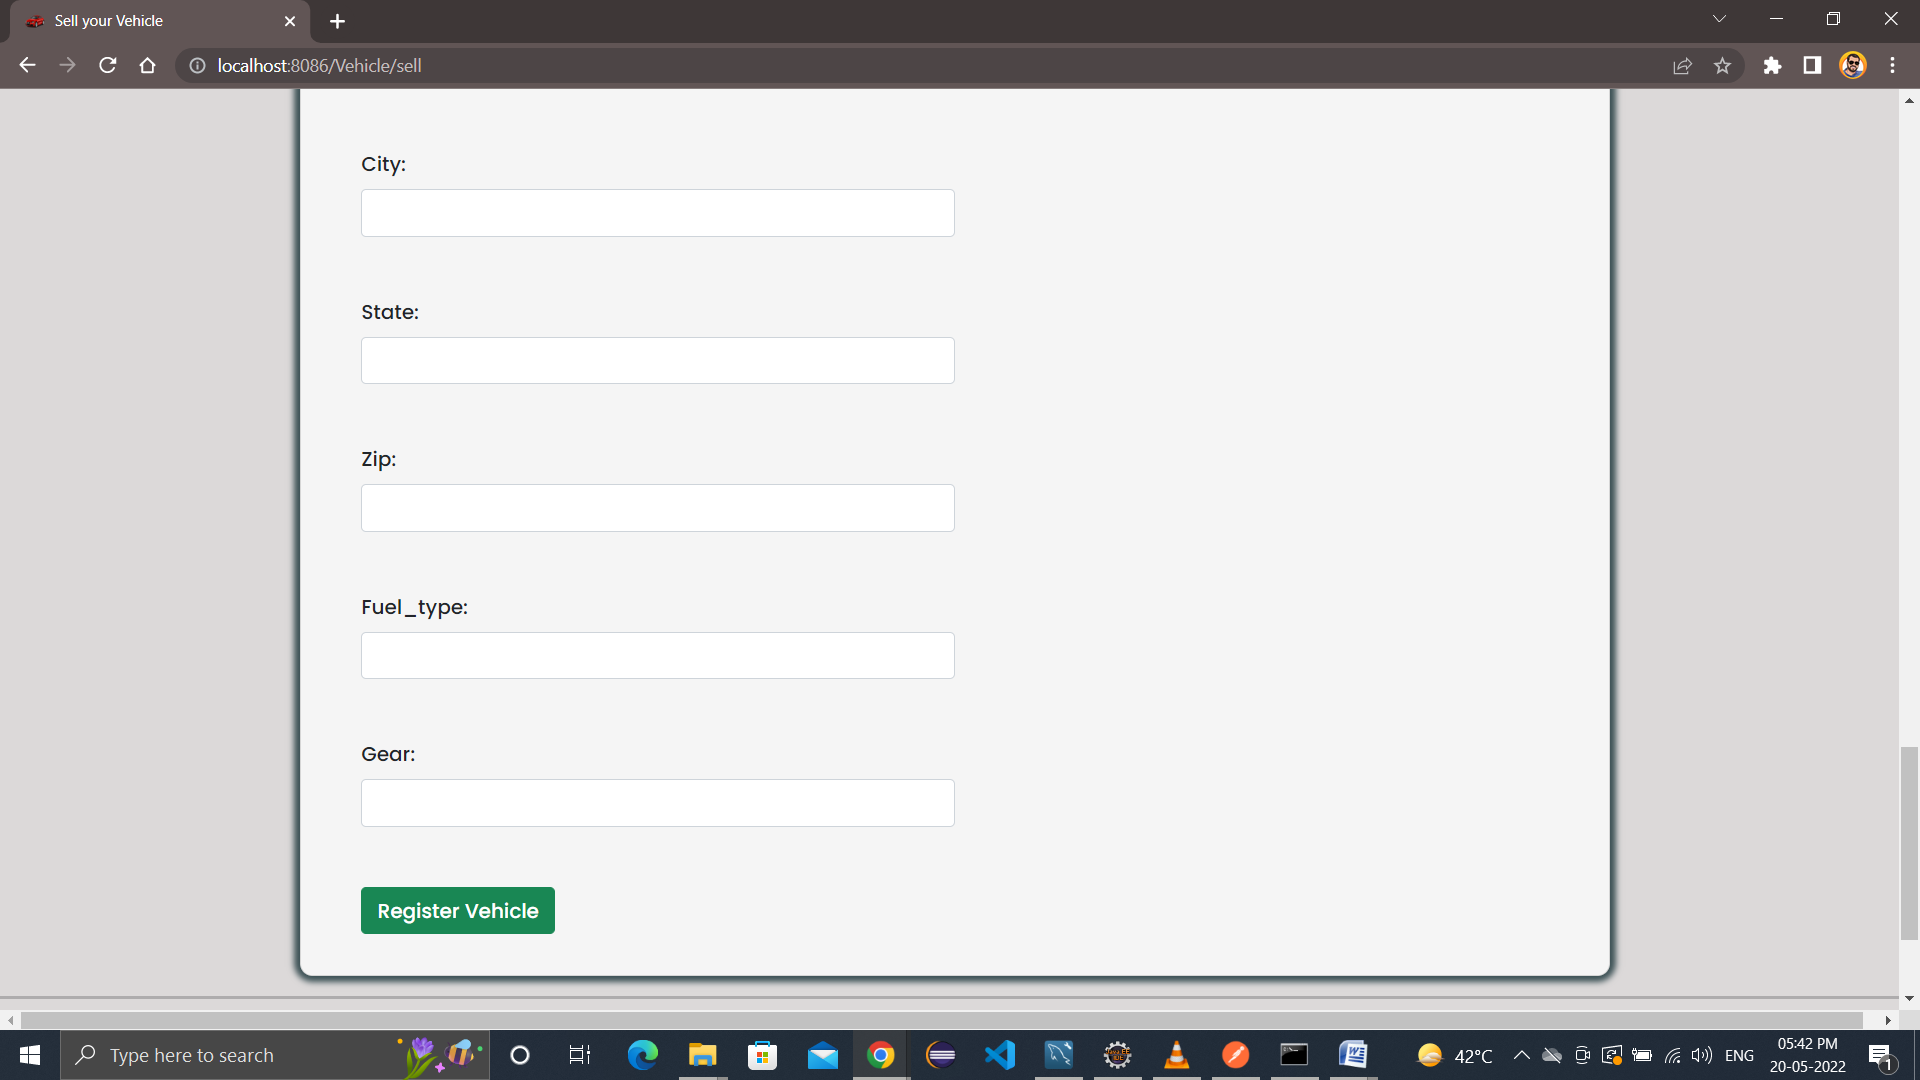 Sell your Vehicle
localhost:8086/Vehicle/sell
City:
State:
Zip:
Fuel_type:
Gear:
Register Vehicle
Type here to search
42°C
ENG
05:42 PM
20-05-2022
1